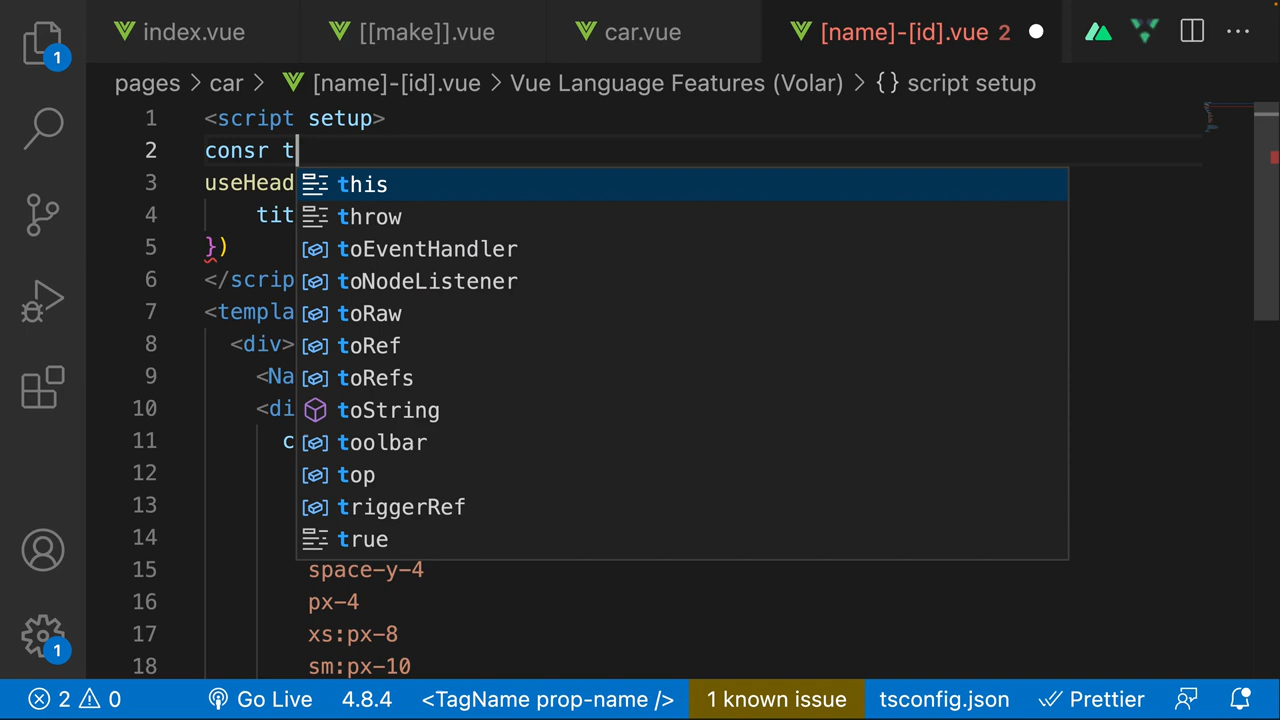 index.vue
[[make]].vue
car.vue
[name]-[id].vue 2
1
pages > car > [name]-[id].vue > Vue Language Features (Volar) > {} script setup
1 <script setup>
2 consr t
3 useHead
4 tit
5 })
6 </scrip
7 <templa
8 <div>
9 <Na
10 <di
11 c
12
13
14
15 space-y-4
16 px-4
17 xs:px-8
18 sm:px-10
this
throw
toEventHandler
toNodeListener
toRaw
toRef
toRefs
toString
toolbar
top
triggerRef
true
1
2 0 Go Live 4.8.4 <TagName prop-name /> 1 known issue tsconfig.json Prettier